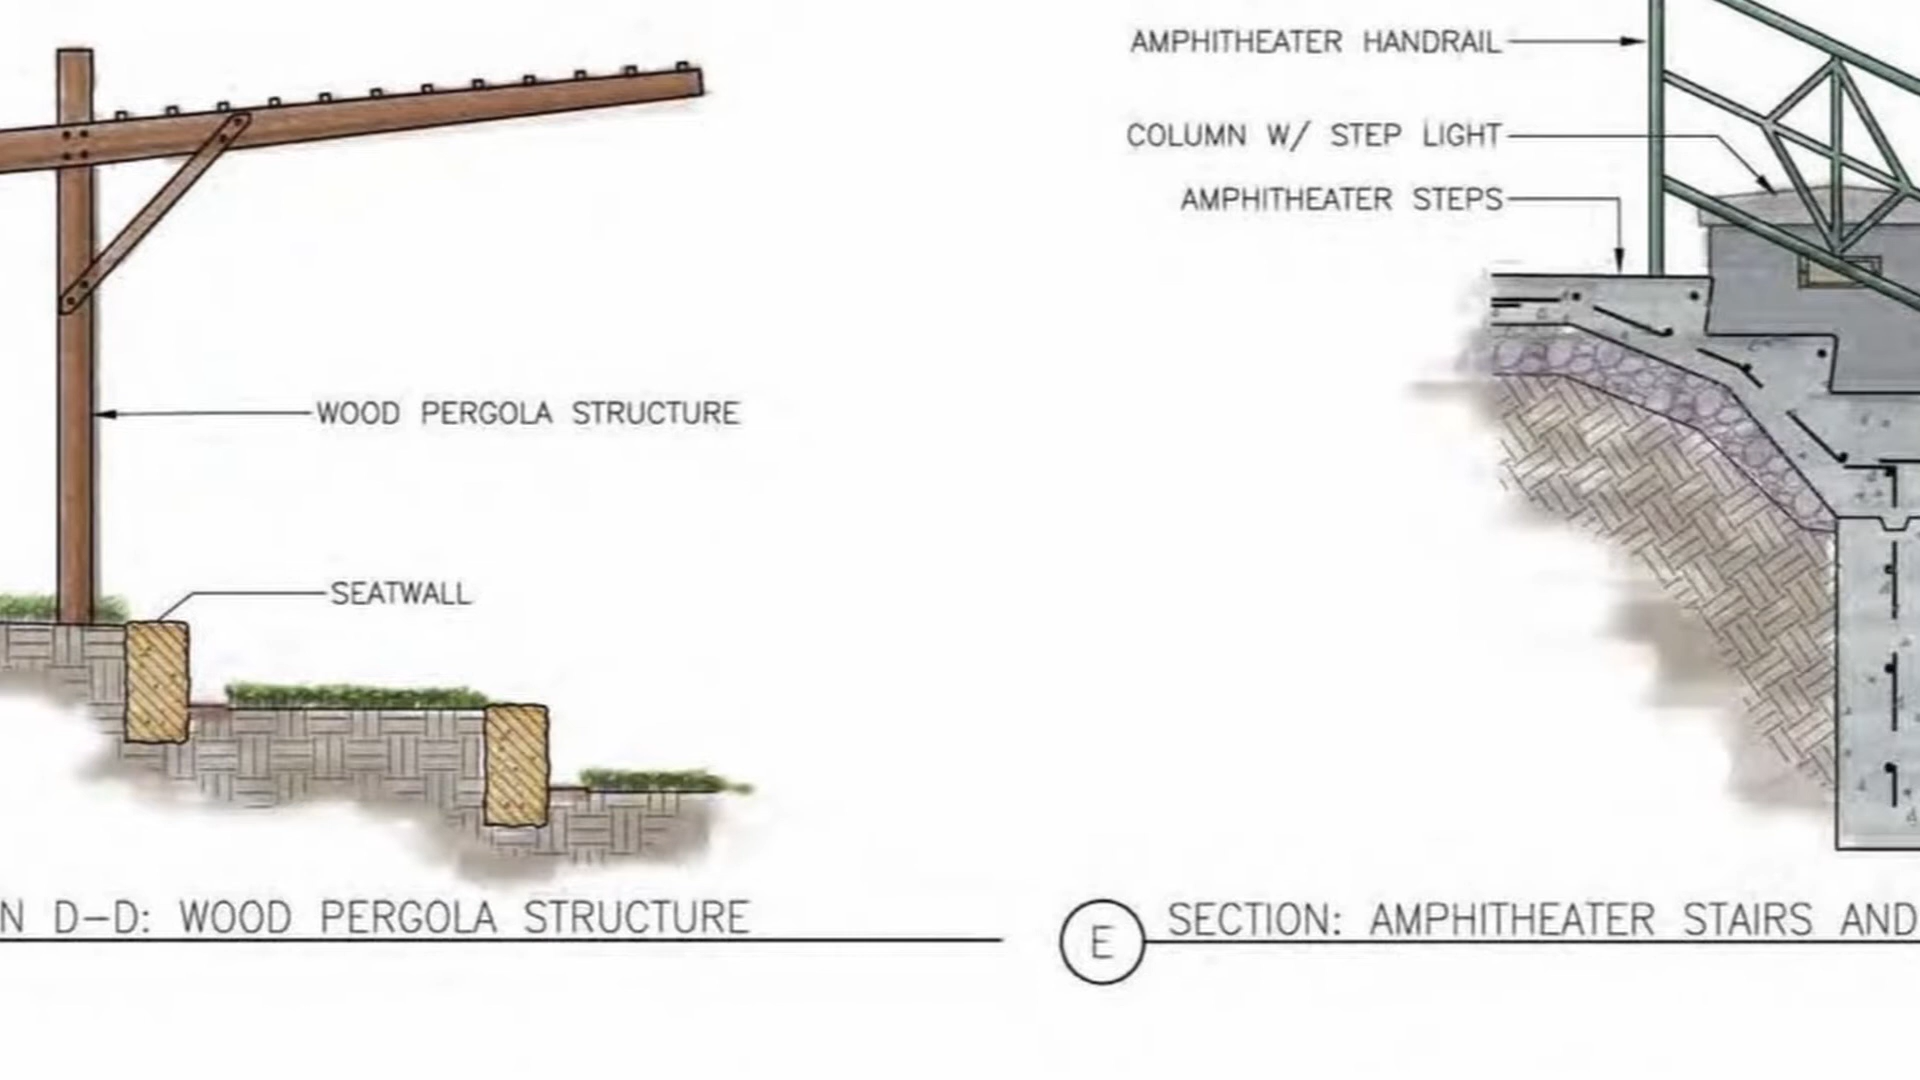 AMPHITHEATER HANDRAIL
COLUMN W/ STEP LIGHT
AMPHITHEATER STEPS
WOOD PERGOLA STRUCTURE
SEATWALL
N D-D: WOOD PERGOLA STRUCTURE
E SECTION: AMPHITHEATER STAIRS AND